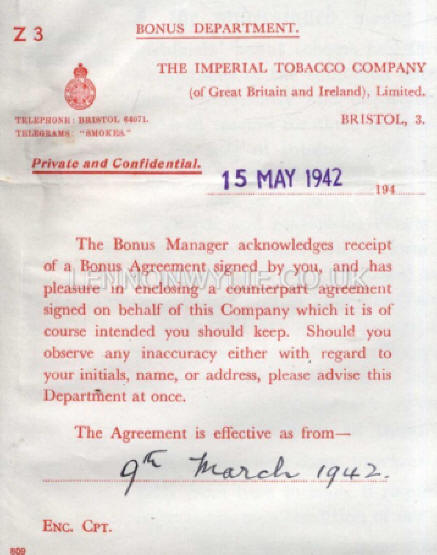 BONUS DEPARTMENT.
Z 3
THE IMPERIAL TOBACCO COMPANY
(of Great Britain and Ireland), Limited.
TELEPHONE: BRISTOL 64071.
TELEGRAMS: "SMOKES."
BRISTOL, 3.
Private and Confidential.
15 MAY 1942 194
The Bonus Manager acknowledges receipt
of a Bonus Agreement signed by you, and has
LENNONWYLIE.CO.UK
pleasure in enclosing a counterpart agreement
signed on behalf of this Company which it is of
course intended you should keep. Should you
observe any inaccuracy either with regard to
your initials, name, or address, please advise this
Department at once.
The Agreement is effective as from—
9th March 1942.
ENC. CPT.
809